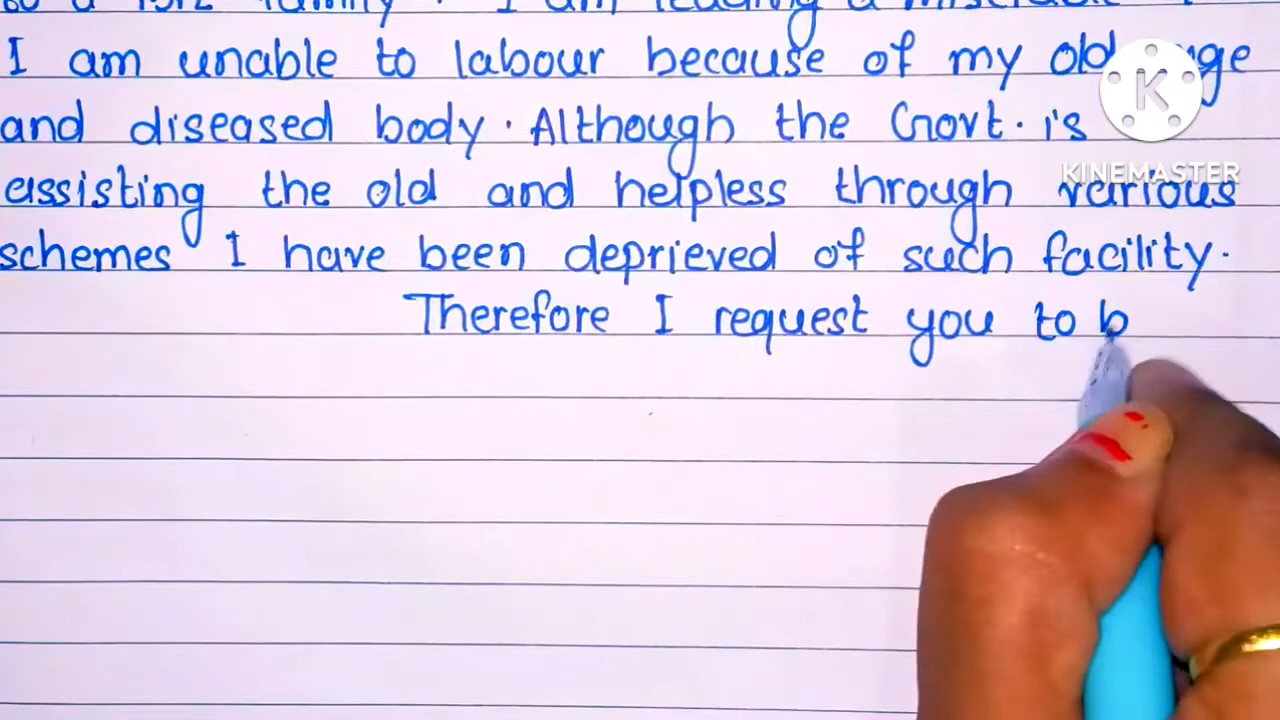 I am
I am unable to labour because of my old age
and diseased body. Although the Govt. is
assisting the old and helpless through various
schemes I have been deprieved of such facility.
Therefore I request you to b
K
KINEMASTER